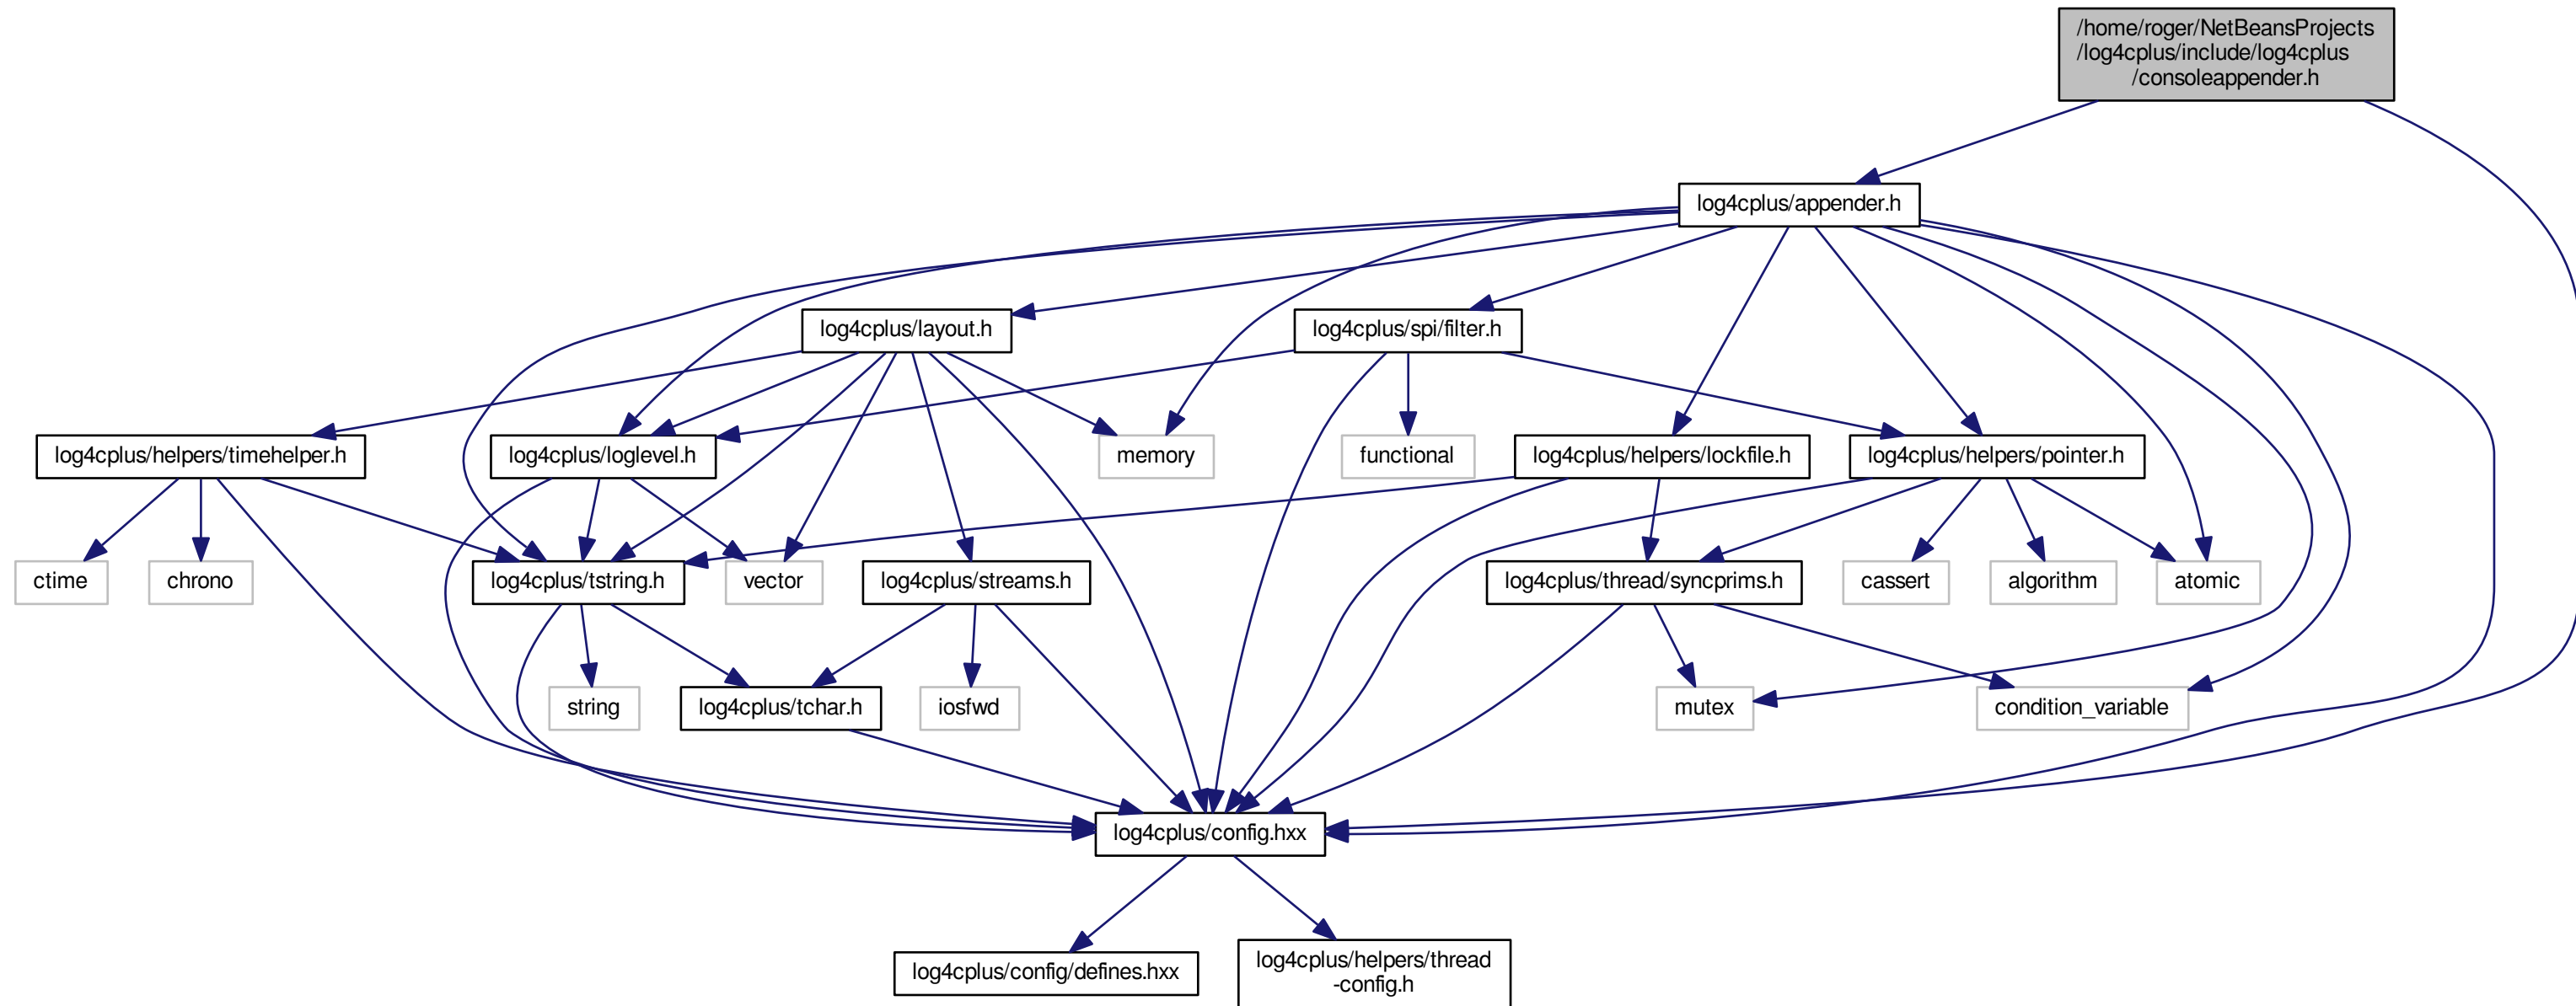 /home/roger/NetBeansProjects
/log4cplus/include/log4cplus
/consoleappender.h
log4cplus/appender.h
log4cplus/layout.h
log4cplus/spi/filter.h
log4cplus/helpers/timehelper.h
log4cplus/loglevel.h
memory
functional
log4cplus/helpers/lockfile.h
log4cplus/helpers/pointer.h
ctime
chrono
log4cplus/tstring.h
vector
log4cplus/streams.h
log4cplus/thread/syncprims.h
cassert
algorithm
atomic
string
log4cplus/tchar.h
iosfwd
mutex
condition_variable
log4cplus/config.hxx
log4cplus/config/defines.hxx
log4cplus/helpers/thread
-config.h